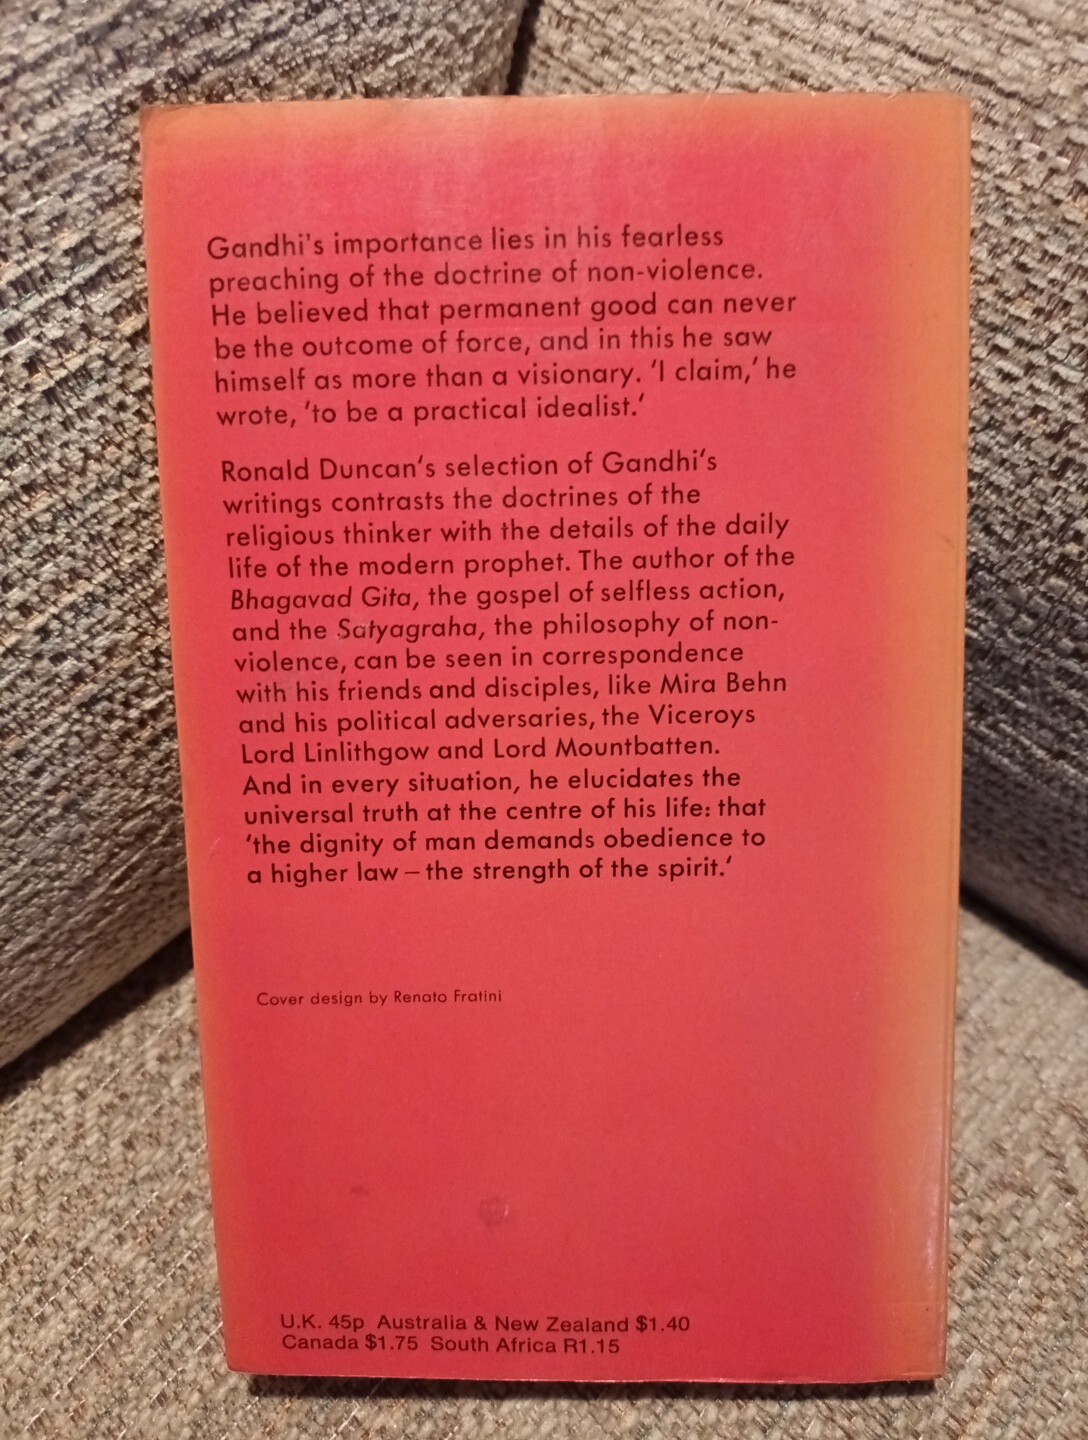 Gandhi's importance lies in his fearless
preaching of the doctrine of non-violence.
He believed that permanent good can never
be the outcome of force, and in this he saw
himself as more than a visionary. 'I claim,' he
wrote, 'to be a practical idealist.'
Ronald Duncan's selection of Gandhi's
writings contrasts the doctrines of the
religious thinker with the details of the daily
life of the modern prophet. The author of the
Bhagavad Gita, the gospel of selfless action,
and the Satyagraha, the philosophy of non-
violence, can be seen in correspondence
with his friends and disciples, like Mira Behn
and his political adversaries, the Viceroys
Lord Linlithgow and Lord Mountbatten.
And in every situation, he elucidates the
universal truth at the centre of his life: that
'the dignity of man demands obedience to
a higher law – the strength of the spirit.'
Cover design by Renato Fratini
U.K. 45p Australia & New Zealand $1.40
Canada $1.75 South Africa R1.15